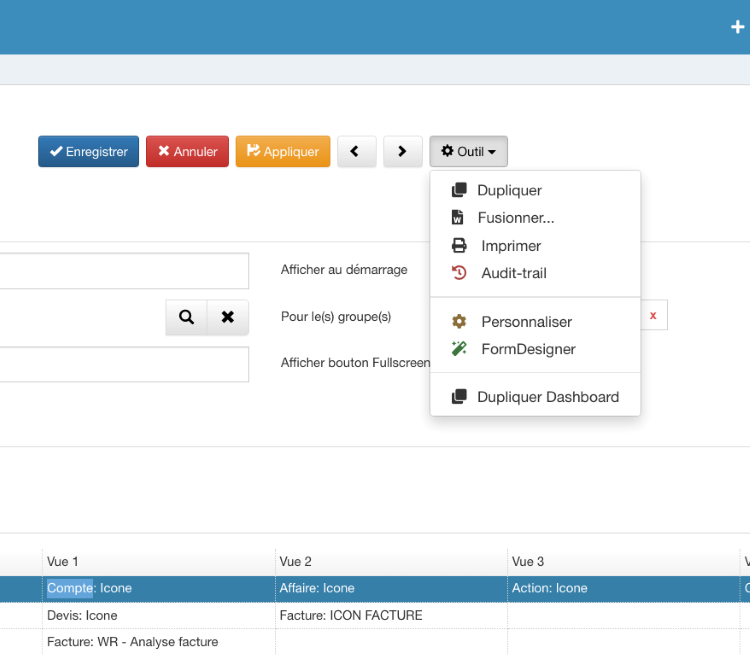 Enregistrer Annuler Appliquer Outil
Dupliquer
Fusionner...
Imprimer
Audit-trail
Personnaliser
FormDesigner
Dupliquer Dashboard
Afficher au démarrage
Pour le(s) groupe(s) x
Afficher bouton Fullscreen
Vue 1 Vue 2 Vue 3
Compte: Icone Affaire: Icone Action: Icone
Devis: Icone Facture: ICON FACTURE
Facture: WR - Analyse facture